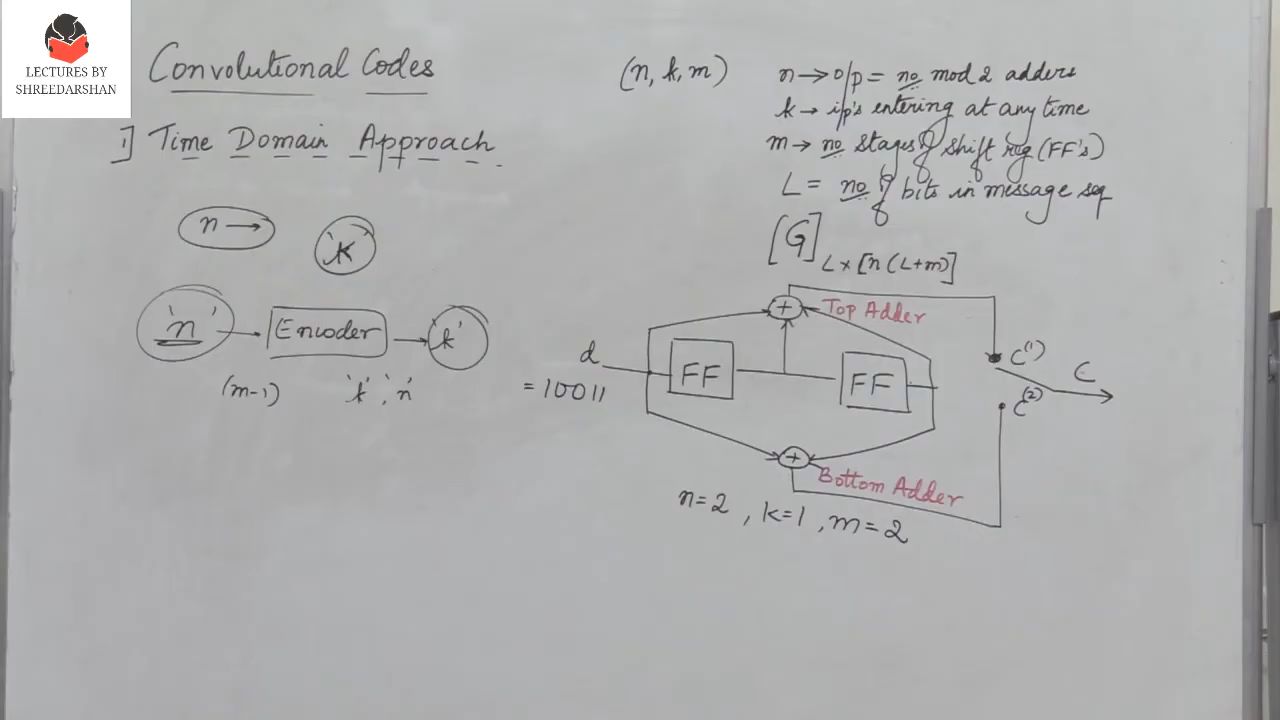 LECTURES BY
SHREEDARSHAN
Convolutional Codes
1] Time Domain Approach
(n, k, m)
n → o/p = no mod 2 adders
k → i/p's entering at any time
m → no stages of shift reg (FF's)
L = no of bits in message seq
[G] L × [n (L+m)]
n →
'k'
'n' → Encoder → 'k'
(m-1) 'k', 'n'
d
= 10011
FF
FF
+ Top Adder
+ Bottom Adder
C(1)
C(2)
C
n=2 , k=1 , m=2